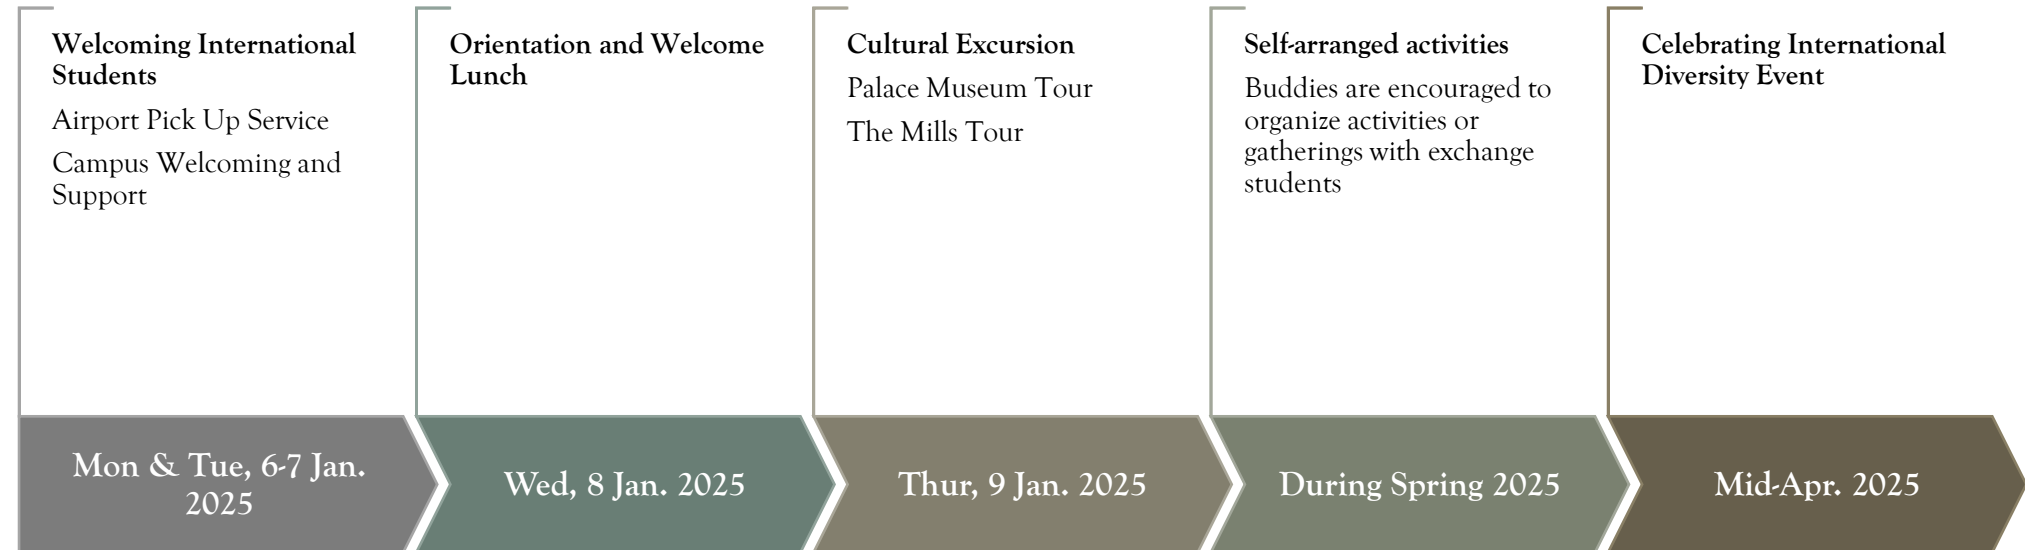 Welcoming International
Students
Airport Pick Up Service
Campus Welcoming and
Support
Orientation and Welcome
Lunch
Cultural Excursion
Palace Museum Tour
The Mills Tour
Self-arranged activities
Buddies are encouraged to
organize activities or
gatherings with exchange
students
Celebrating International
Diversity Event
Mon & Tue, 6-7 Jan.
2025
Wed, 8 Jan. 2025
Thur, 9 Jan. 2025
During Spring 2025
Mid-Apr. 2025